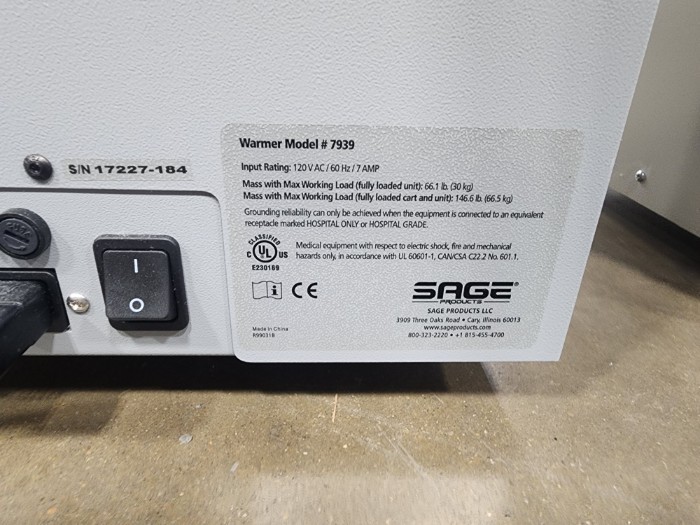 Warmer Model # 7939
S/N 17227-184
Input Rating: 120 V AC / 60 Hz / 7 AMP
Mass with Max Working Load (fully loaded unit): 66.1 lb. (30 kg)
Mass with Max Working Load (fully loaded cart and unit): 146.6 lb. (66.5 kg)
Grounding reliability can only be achieved when the equipment is connected to an equivalent
receptacle marked HOSPITAL ONLY or HOSPITAL GRADE.
CLASSIFIED
C UL US
E230169
Medical equipment with respect to electric shock, fire and mechanical
hazards only, in accordance with UL 60601-1, CAN/CSA C22.2 No. 601.1.
i CE
SAGE®
PRODUCTS
SAGE PRODUCTS LLC
3909 Three Oaks Road • Cary, Illinois 60013
www.sageproducts.com
800-323-2220 • +1 815-455-4700
Made in China
R99031B